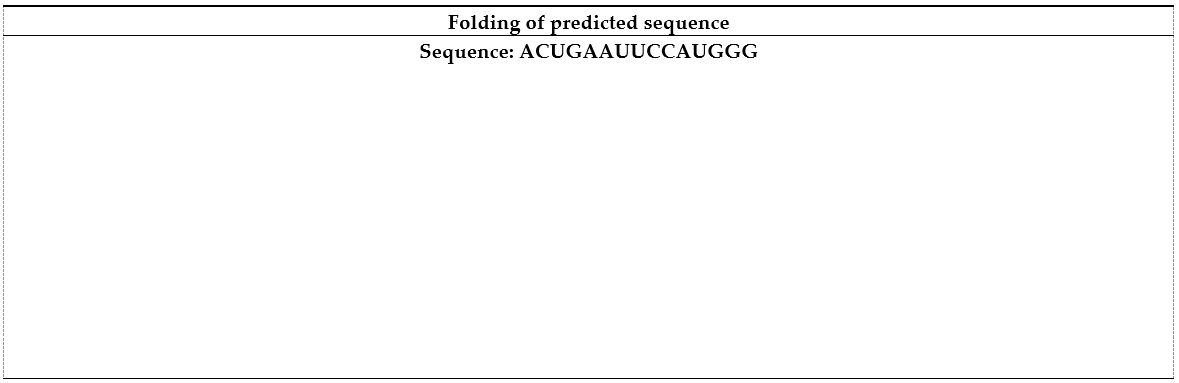 Folding of predicted sequence
Sequence: ACUGAAUUCCAUGGG